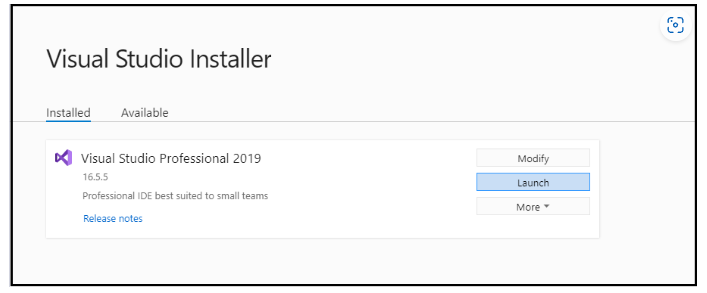 Visual Studio Installer
Installed Available
Visual Studio Professional 2019
16.5.5
Professional IDE best suited to small teams
Release notes
Modify
Launch
More